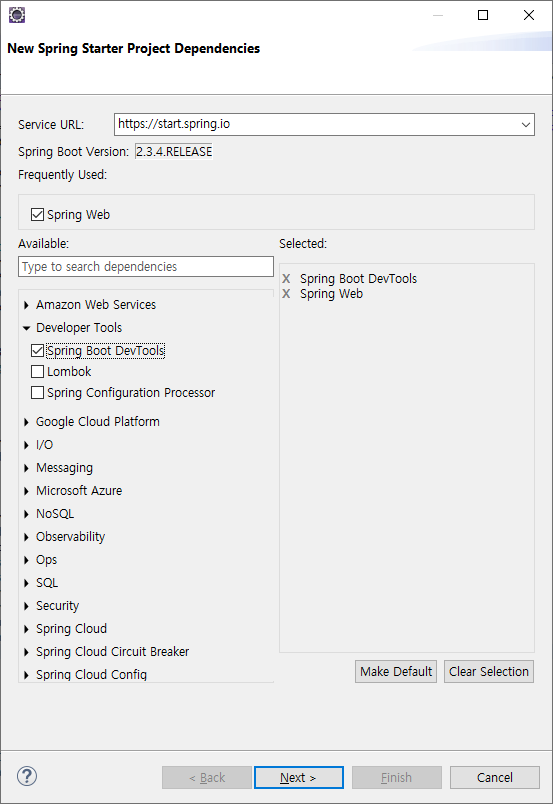 New Spring Starter Project Dependencies
Service URL: https://start.spring.io
Spring Boot Version: 2.3.4.RELEASE
Frequently Used:
Spring Web
Available:
Type to search dependencies
Amazon Web Services
Developer Tools
Spring Boot DevTools
Lombok
Spring Configuration Processor
Google Cloud Platform
I/O
Messaging
Microsoft Azure
NoSQL
Observability
Ops
SQL
Security
Spring Cloud
Spring Cloud Circuit Breaker
Spring Cloud Config
Selected:
X Spring Boot DevTools
X Spring Web
Make Default Clear Selection
? < Back Next > Finish Cancel